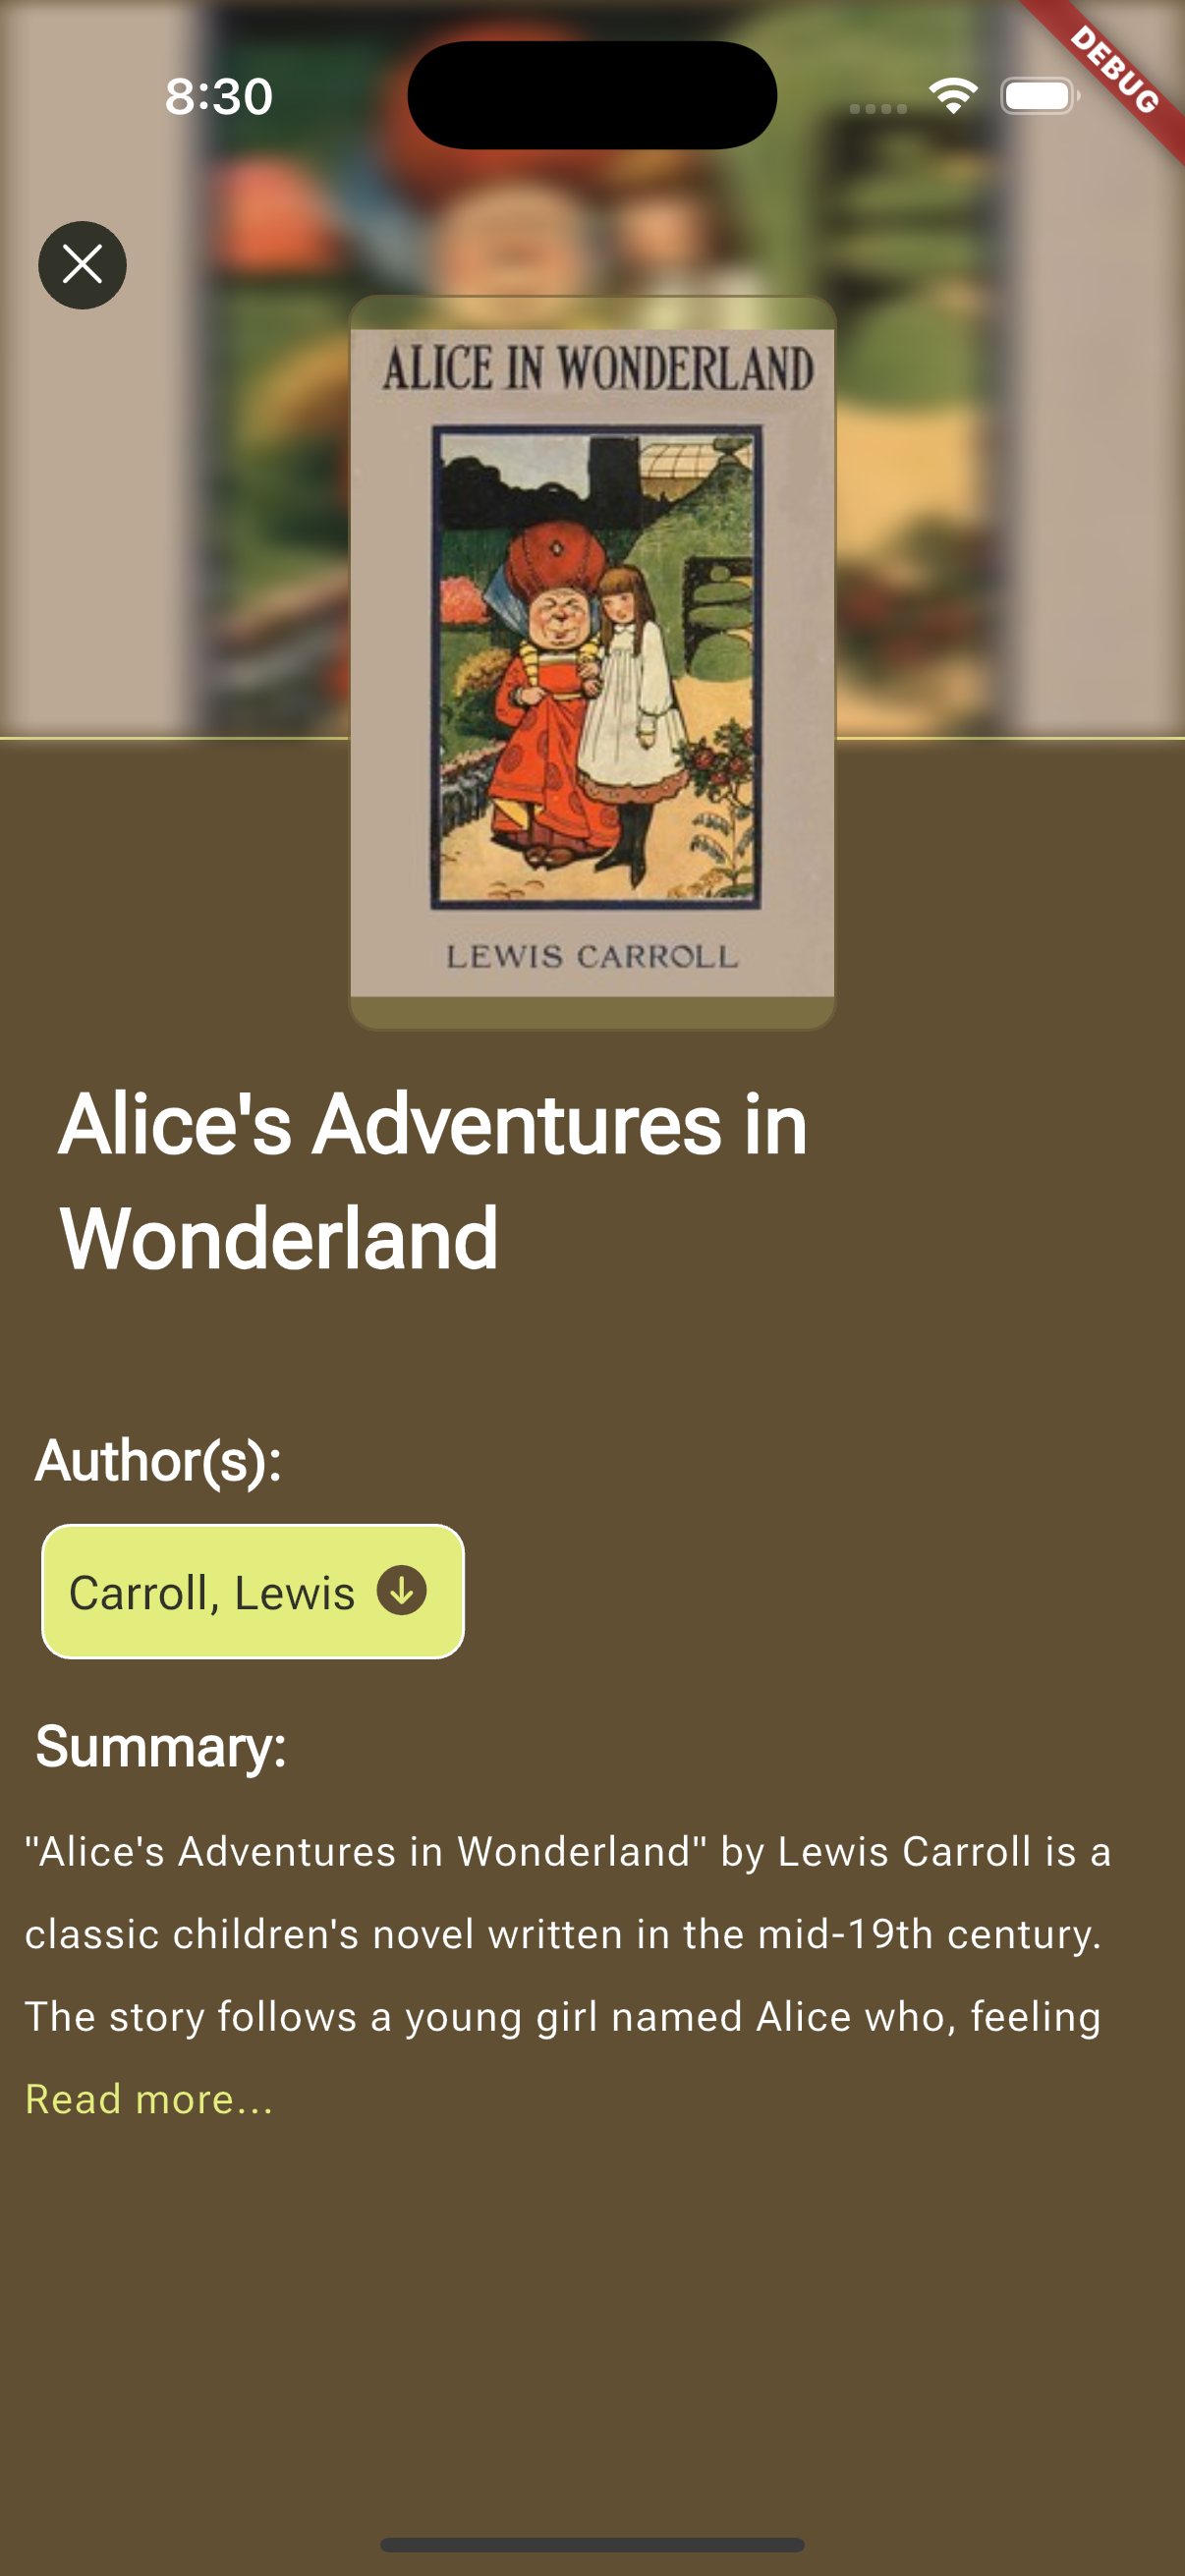 8:30
DEBUG
ALICE IN WONDERLAND
LEWIS CARROLL
Alice's Adventures in
Wonderland
Author(s):
Carroll, Lewis
Summary:
"Alice's Adventures in Wonderland" by Lewis Carroll is a
classic children's novel written in the mid-19th century.
The story follows a young girl named Alice who, feeling
Read more...